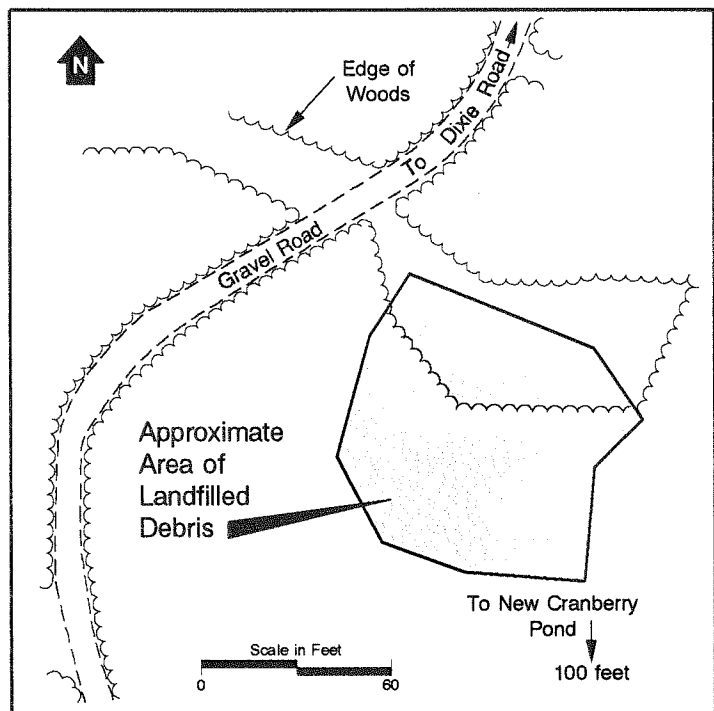 N
Edge of
Woods
To Dixie Road
Gravel Road
Approximate
Area of
Landfilled
Debris
To New Cranberry
Pond
100 feet
Scale in Feet
0 60